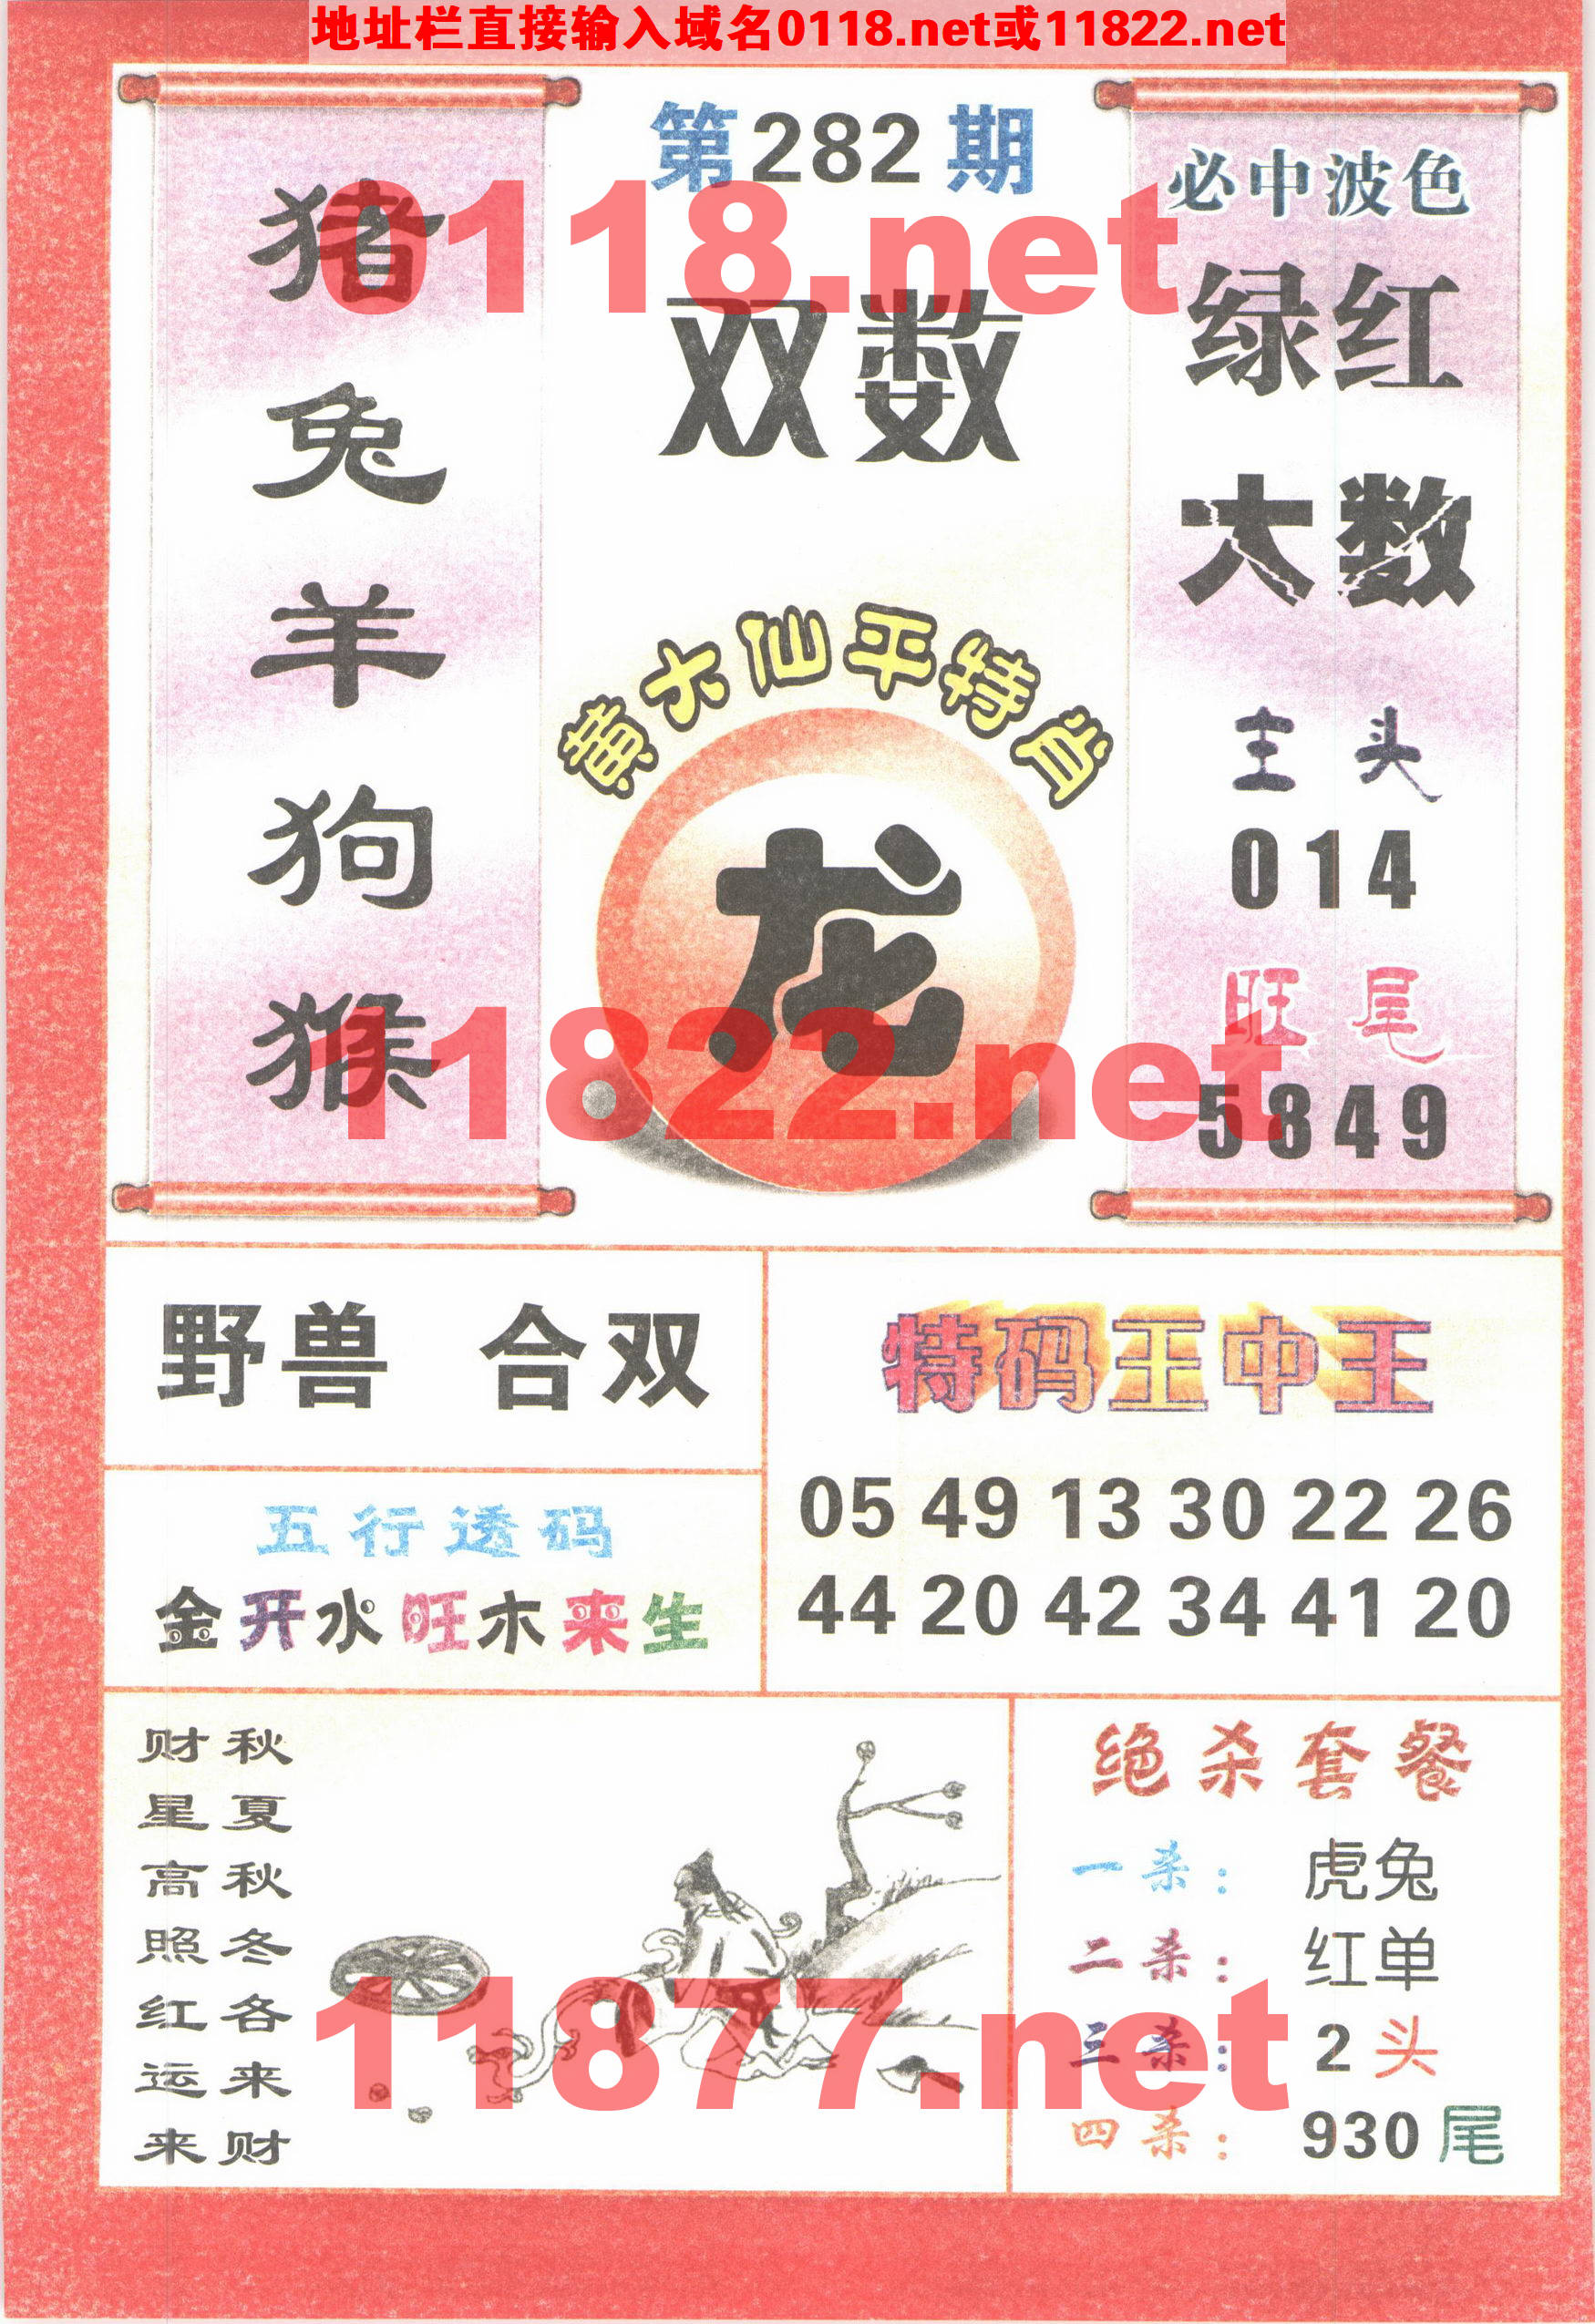 地址栏直接输入域名0118.net或11822.net
猪
兔
羊
狗
猴
第282期
双数
黄大仙平特肖
龙
必中波色
绿红
大数
主头
014
旺尾
5849
0118.net
11822.net
野兽 合双
五行透码
金开水旺木来生
特码王中王
05 49 13 30 22 26
44 20 42 34 41 20
秋夏秋冬各来财
财星高照红运来
绝杀套餐
一杀：虎兔
二杀：红单
三杀：2头
四杀：930尾
11877.net